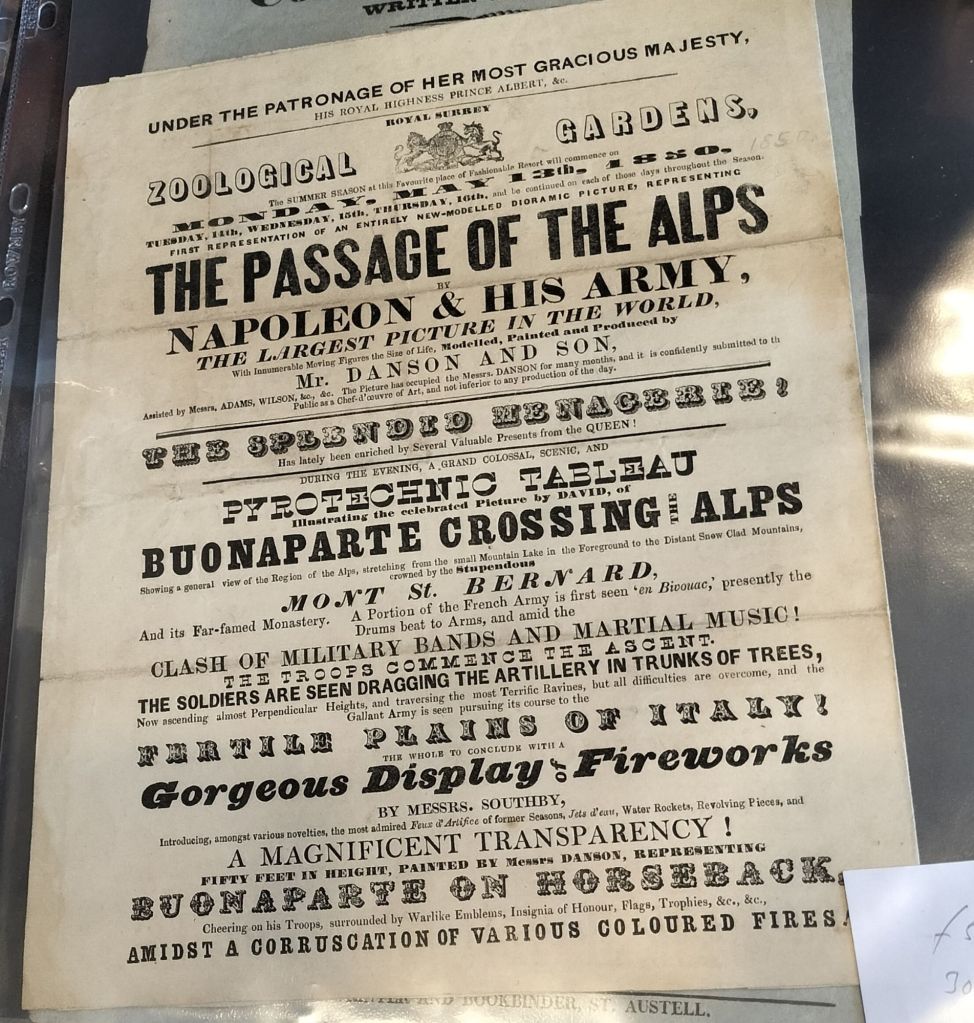 WRITTEN
UNDER THE PATRONAGE OF HER MOST GRACIOUS MAJESTY,
HIS ROYAL HIGHNESS PRINCE ALBERT, &c.
ROYAL SURREY
ZOOLOGICAL GARDENS,
1850
The SUMMER SEASON at this Favourite place of Fashionable Resort will commence on
MONDAY, MAY 13th, 1850.
TUESDAY, 14th, WEDNESDAY, 15th, THURSDAY, 16th, and be continued on each of those days throughout the Season.
FIRST REPRESENTATION OF AN ENTIRELY NEW-MODELLED DIORAMIC PICTURE, REPRESENTING
THE PASSAGE OF THE ALPS
BY
NAPOLEON & HIS ARMY,
THE LARGEST PICTURE IN THE WORLD,
With Innumerable Moving Figures the Size of Life, Modelled, Painted and Produced by
Mr. DANSON AND SON,
Assisted by Messrs, ADAMS, WILSON, &c., &c. The Picture has occupied the Messrs. DANSON for many months, and it is confidently submitted to th
Public as a Chef-d'œuvre of Art, and not inferior to any production of the day.
THE SPLENDID MENAGERIE!
Has lately been enriched by Several Valuable Presents from the QUEEN!
DURING THE EVENING, A GRAND COLOSSAL, SCENIC, AND
PYROTECHNIC TABLEAU
Illustrating the celebrated Picture by DAVID, of
BUONAPARTE CROSSING THE ALPS
Showing a general view of the Region of the Alps, stretching from the small Mountain Lake in the Foreground to the Distant Snow Clad Mountains,
crowned by the Stupendous
MONT St. BERNARD,
And its Far-famed Monastery. A Portion of the French Army is first seen 'en Bivouac,' presently the
Drums beat to Arms, and amid the
CLASH OF MILITARY BANDS AND MARTIAL MUSIC!
THE TROOPS COMMENCE THE ASCENT.
THE SOLDIERS ARE SEEN DRAGGING THE ARTILLERY IN TRUNKS OF TREES,
Now ascending almost Perpendicular Heights, and traversing the most Terrific Ravines, but all difficulties are overcome, and the
Gallant Army is seen pursuing its course to the
FERTILE PLAINS OF ITALY!
THE WHOLE TO CONCLUDE WITH A
Gorgeous Display of Fireworks
BY MESSRS. SOUTHBY,
Introducing, amongst various novelties, the most admired Feux d'Artifice of former Seasons, Jets d'eau, Water Rockets, Revolving Pieces, and
A MAGNIFICENT TRANSPARENCY!
FIFTY FEET IN HEIGHT, PAINTED BY Messrs DANSON, REPRESENTING
BUONAPARTE ON HORSEBACK,
Cheering on his Troops, surrounded by Warlike Emblems, Insignia of Honour, Flags, Trophies, &c., &c.,
AMIDST A CORRUSCATION OF VARIOUS COLOURED FIRES.
AND BOOKBINDER, ST. AUSTELL.
ROWNEY
30